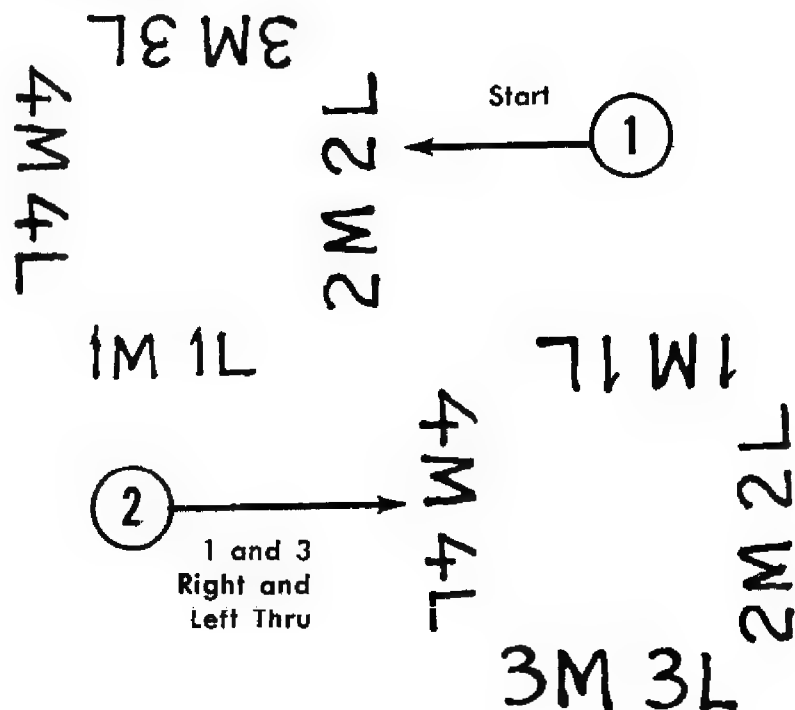 3M 3L
4M 4L
2M 2L
1M 1L
Start
1
1M 1L
4M 4L
2M 2L
3M 3L
2
1 and 3
Right and
Left Thru